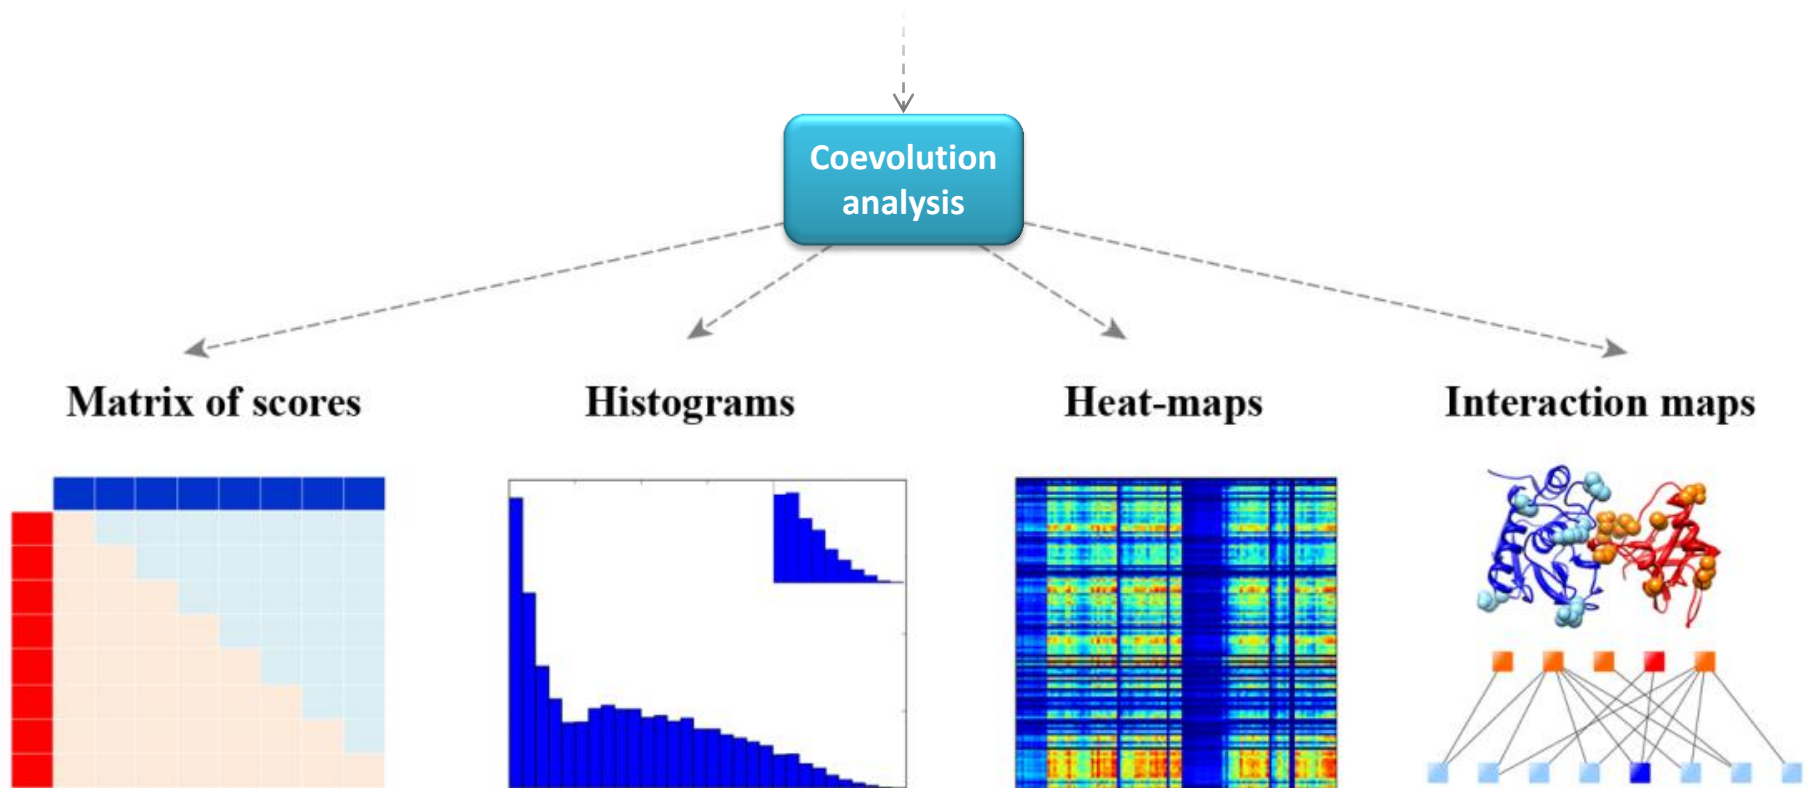 Coevolution
analysis
Matrix of scores
Histograms
Heat-maps
Interaction maps